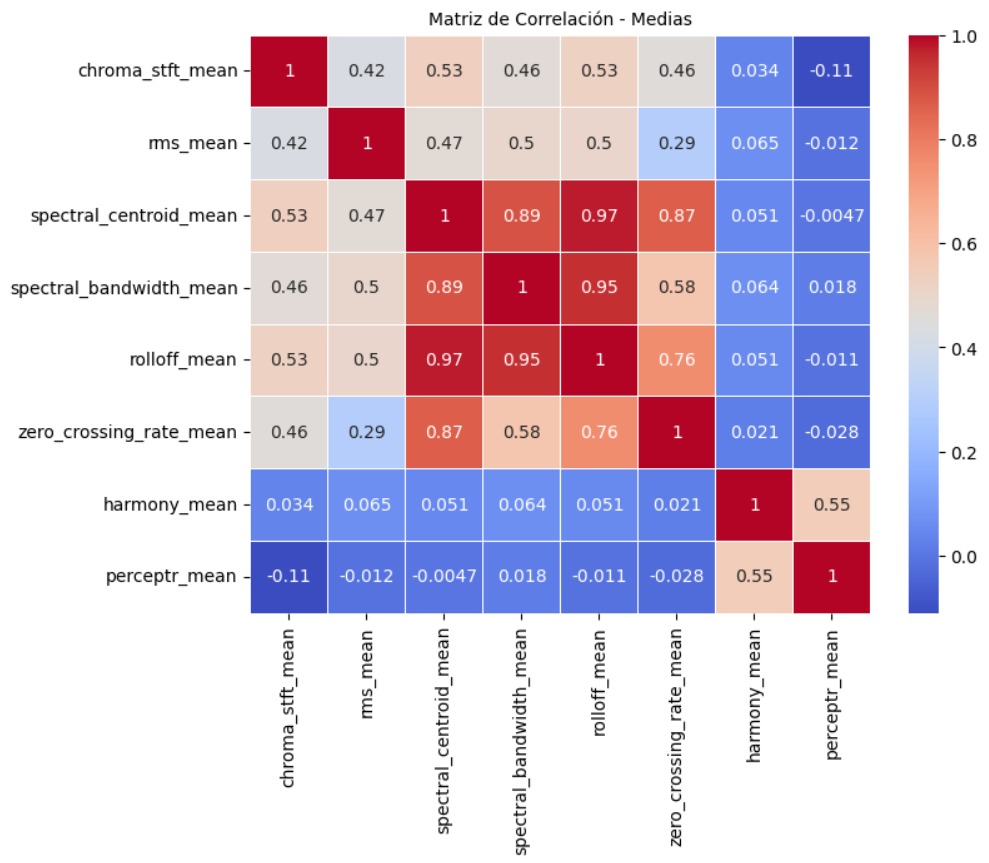 Matriz de Correlación - Medias
chroma_stft_mean 1 0.42 0.53 0.46 0.53 0.46 0.034 -0.11
rms_mean 0.42 1 0.47 0.5 0.5 0.29 0.065 -0.012
spectral_centroid_mean 0.53 0.47 1 0.89 0.97 0.87 0.051 -0.0047
spectral_bandwidth_mean 0.46 0.5 0.89 1 0.95 0.58 0.064 0.018
rolloff_mean 0.53 0.5 0.97 0.95 1 0.76 0.051 -0.011
zero_crossing_rate_mean 0.46 0.29 0.87 0.58 0.76 1 0.021 -0.028
harmony_mean 0.034 0.065 0.051 0.064 0.051 0.021 1 0.55
perceptr_mean -0.11 -0.012 -0.0047 0.018 -0.011 -0.028 0.55 1
chroma_stft_mean
rms_mean
spectral_centroid_mean
spectral_bandwidth_mean
rolloff_mean
zero_crossing_rate_mean
harmony_mean
perceptr_mean
1.0
0.8
0.6
0.4
0.2
0.0